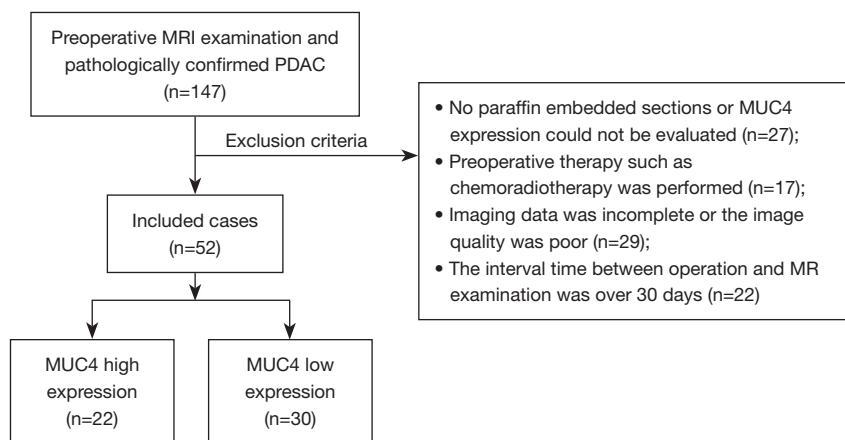 Preoperative MRI examination and
pathologically confirmed PDAC
(n=147)
Exclusion criteria
• No paraffin embedded sections or MUC4
expression could not be evaluated (n=27);
• Preoperative therapy such as
chemoradiotherapy was performed (n=17);
• Imaging data was incomplete or the image
quality was poor (n=29);
• The interval time between operation and MR
examination was over 30 days (n=22)
Included cases
(n=52)
MUC4 high
expression
(n=22)
MUC4 low
expression
(n=30)